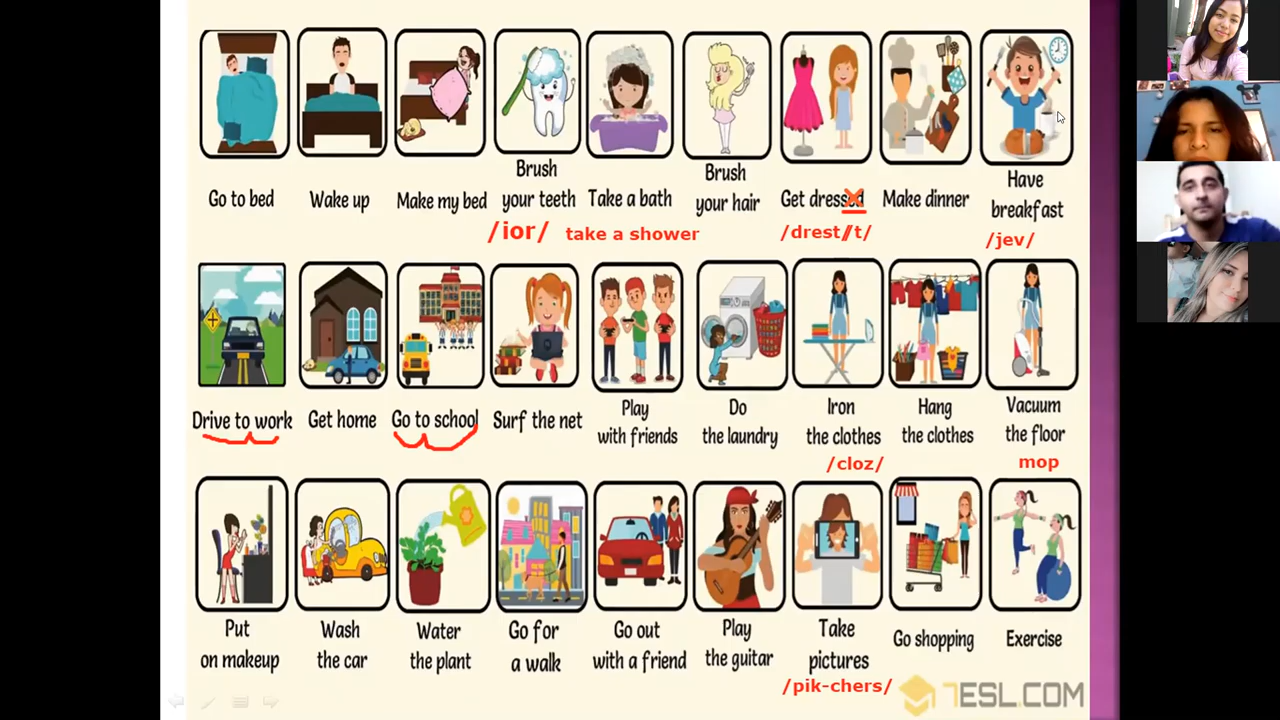 Go to bed
Wake up
Make my bed
Brush
your teeth
Take a bath
Brush
your hair
Get dressed
Make dinner
Have
breakfast
/ior/
take a shower
/drest/
/t/
/jev/
Drive to work
Get home
Go to school
Surf the net
Play
with friends
Do
the laundry
Iron
the clothes
Hang
the clothes
Vacuum
the floor
/cloz/
mop
Put
on makeup
Wash
the car
Water
the plant
Go for
a walk
Go out
with a friend
Play
the guitar
Take
pictures
Go shopping
Exercise
/pik-chers/
7ESL.COM